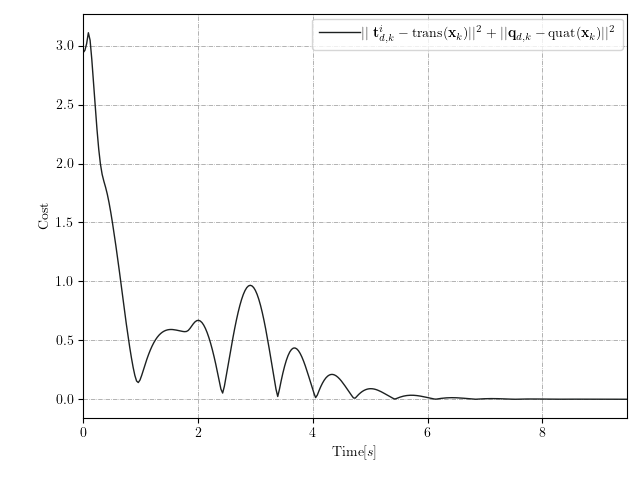 || t^i_{d,k} − trans(x_k)||² + ||q_{d,k} − quat(x_k)||²
3.0
2.5
2.0
1.5
1.0
0.5
0.0
Cost
0 2 4 6 8
Time[s]